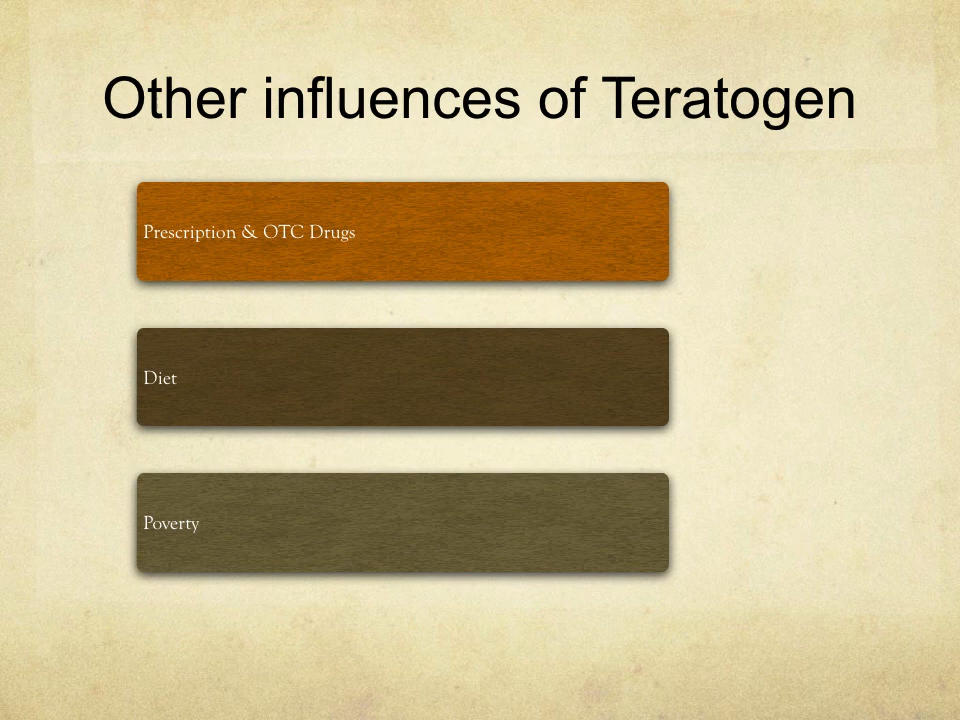 Other influences of Teratogen
Prescription & OTC Drugs
Diet
Poverty